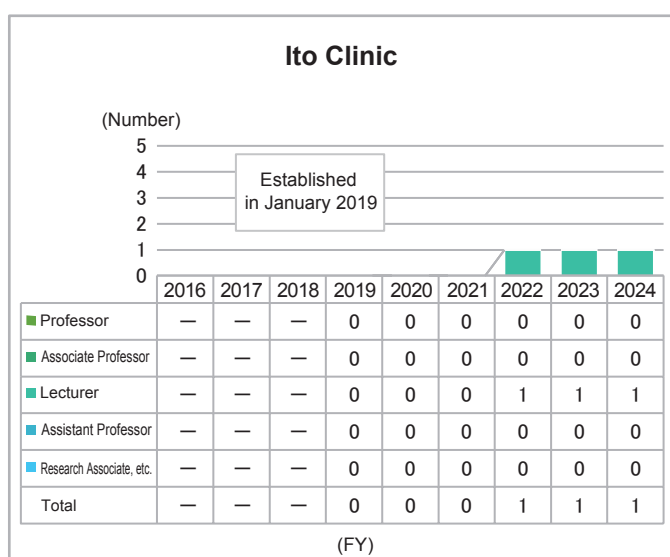 Ito Clinic
(Number)
5
4
3
2
1
0
Established
in January 2019
2016 2017 2018 2019 2020 2021 2022 2023 2024
Professor — — — 0 0 0 0 0 0
Associate Professor — — — 0 0 0 0 0 0
Lecturer — — — 0 0 0 1 1 1
Assistant Professor — — — 0 0 0 0 0 0
Research Associate, etc. — — — 0 0 0 0 0 0
Total — — — 0 0 0 1 1 1
(FY)